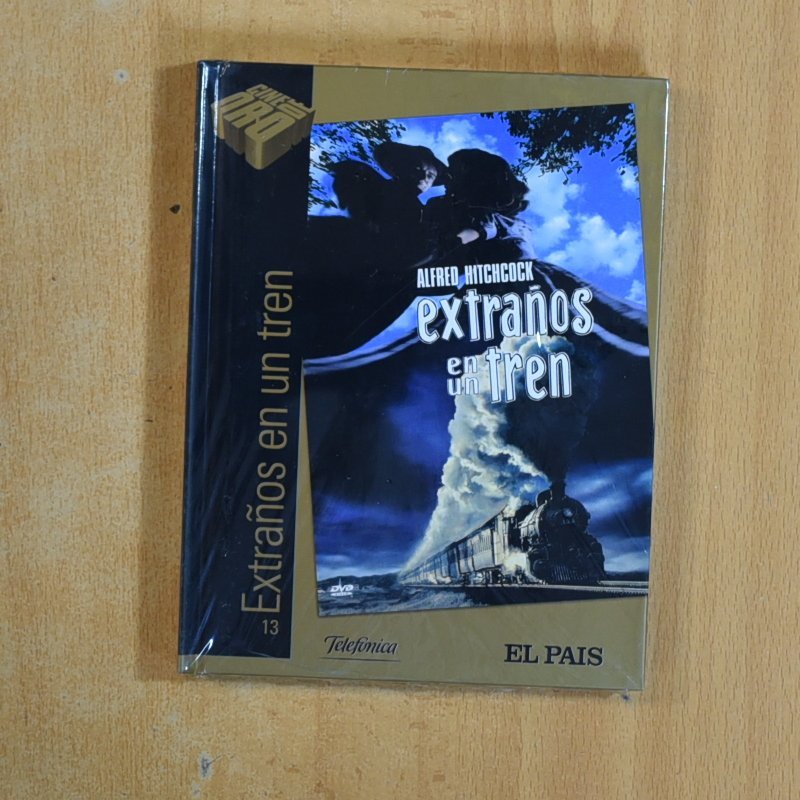 CINE DE ORO
13 Extraños en un tren
ALFRED HITCHCOCK
extraños
en
un tren
DVD
Telefónica
EL PAIS